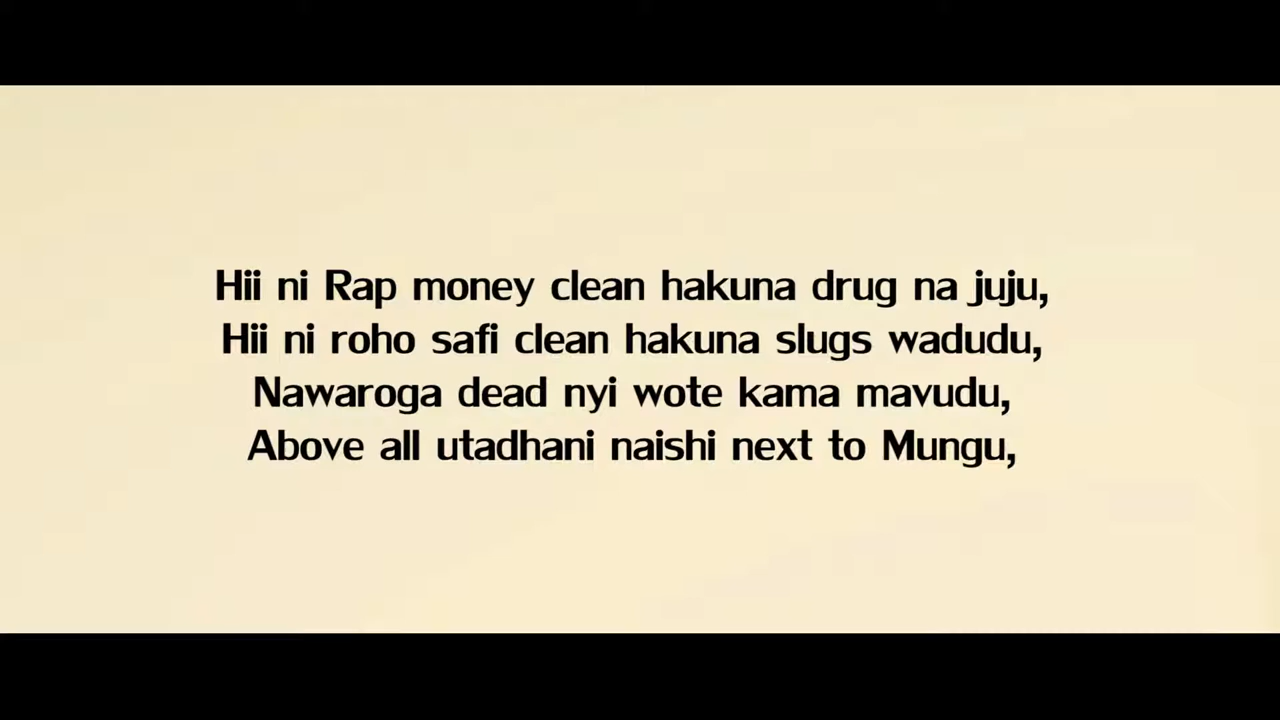 Hii ni Rap money clean hakuna drug na juju,
Hii ni roho safi clean hakuna slugs wadudu,
Nawaroga dead nyi wote kama mavudu,
Above all utadhani naishi next to Mungu,